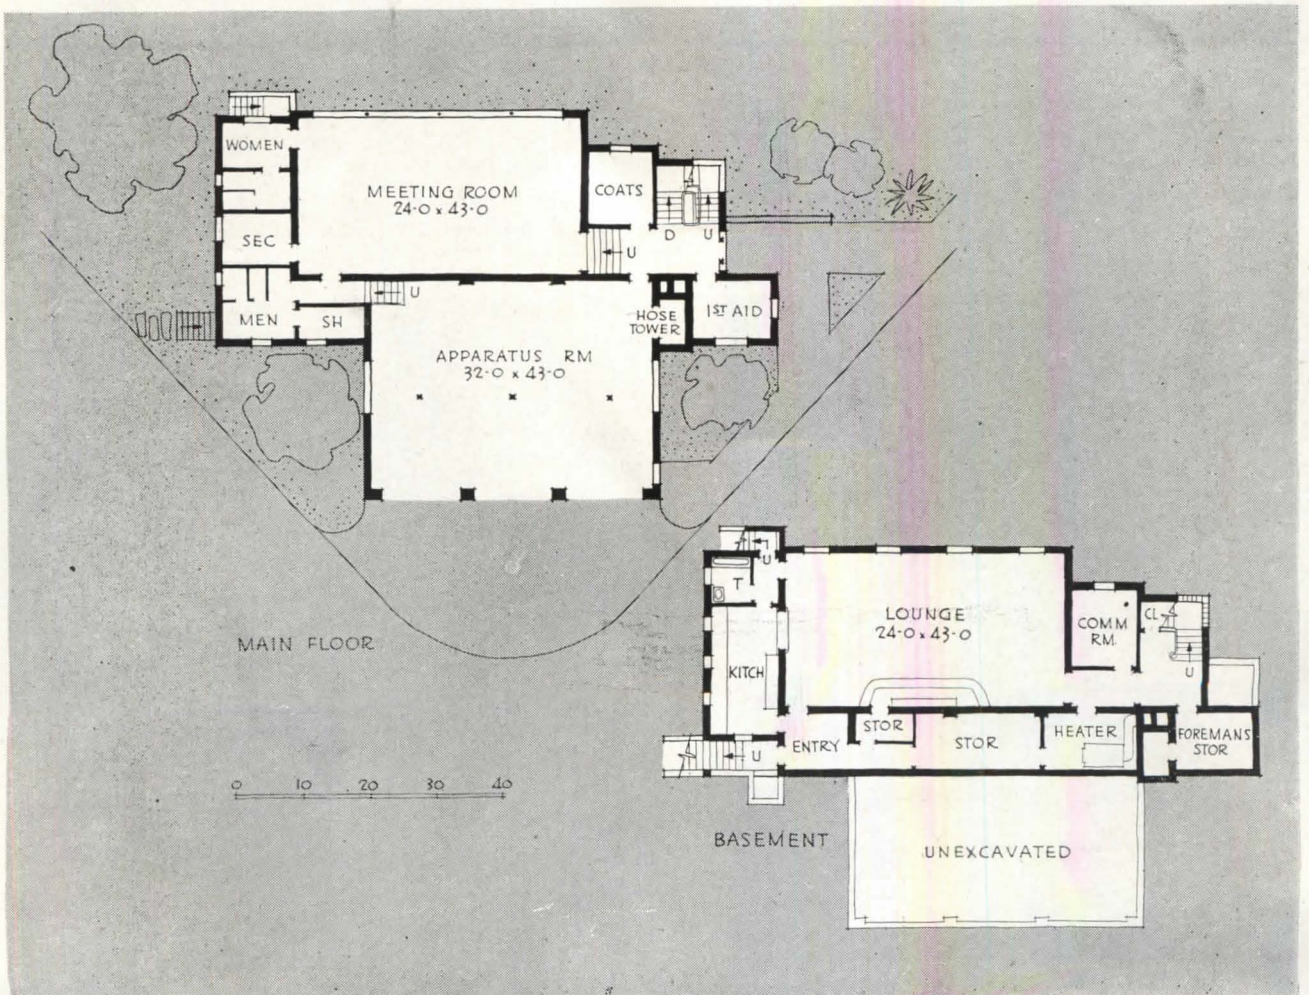 WOMEN
MEETING ROOM
24-0 x 43-0
COATS
SEC
D U
U
U
MEN
SH
HOSE
TOWER
1ST AID
APPARATUS RM
32-0 x 43-0
MAIN FLOOR
0 10 20 30 40
U
T
LOUNGE
24-0 x 43-0
COMM
RM.
CL
U
KITCH
ENTRY
STOR
STOR
HEATER
FOREMANS
STOR
U
BASEMENT
UNEXCAVATED